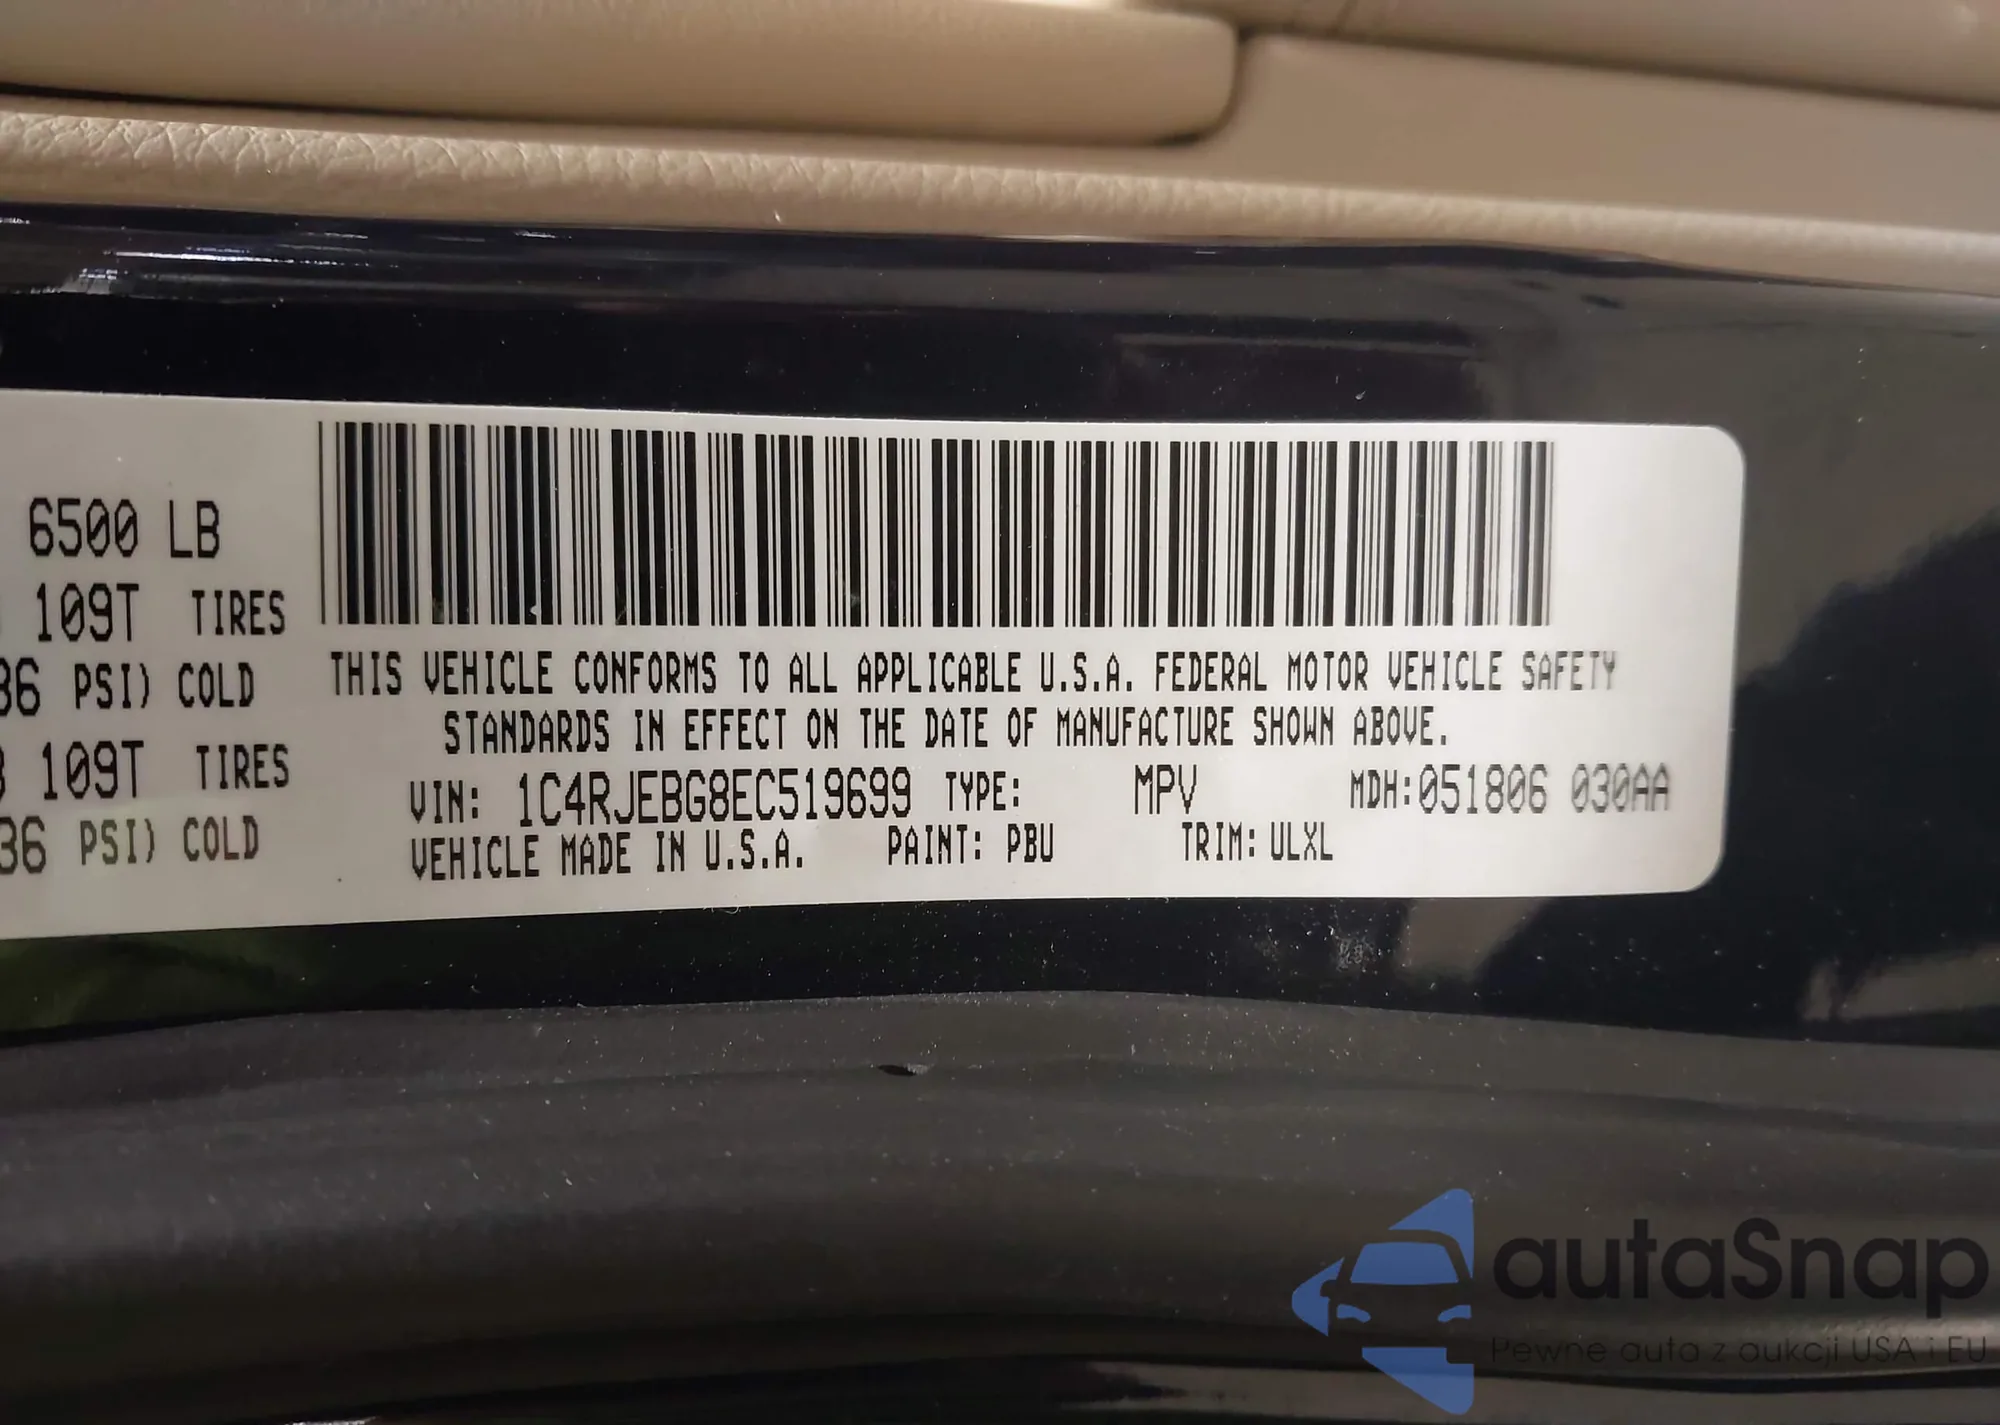 6500 LB
109T TIRES
36 PSI) COLD
109T TIRES
36 PSI) COLD
THIS VEHICLE CONFORMS TO ALL APPLICABLE U.S.A. FEDERAL MOTOR VEHICLE SAFETY
STANDARDS IN EFFECT ON THE DATE OF MANUFACTURE SHOWN ABOVE.
VIN: 1C4RJEBG8EC519699 TYPE: MPV MDH:051806 030AA
VEHICLE MADE IN U.S.A. PAINT: PBU TRIM: ULXL
autaSnap
Pewne auta z aukcji USA i EU